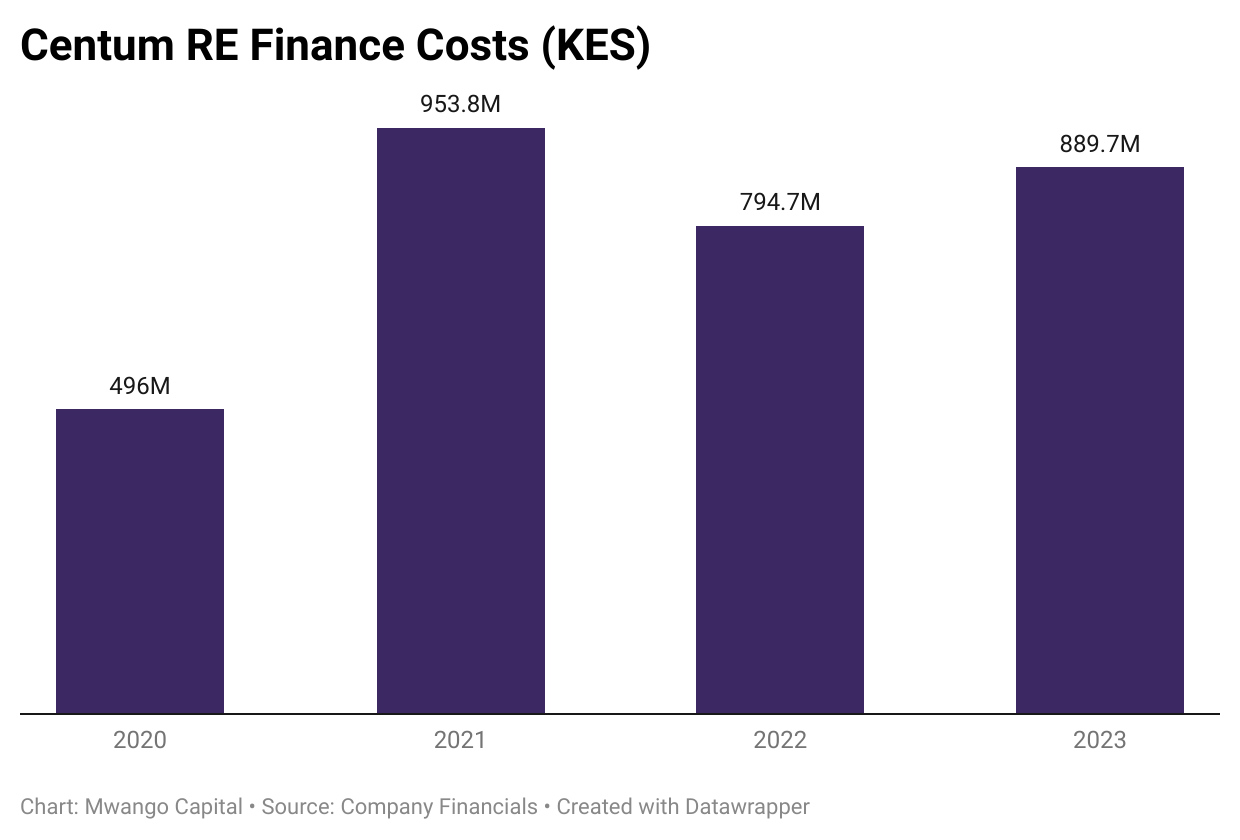 Centum RE Finance Costs (KES)
953.8M
889.7M
794.7M
496M
2020 2021 2022 2023
Chart: Mwango Capital • Source: Company Financials • Created with Datawrapper